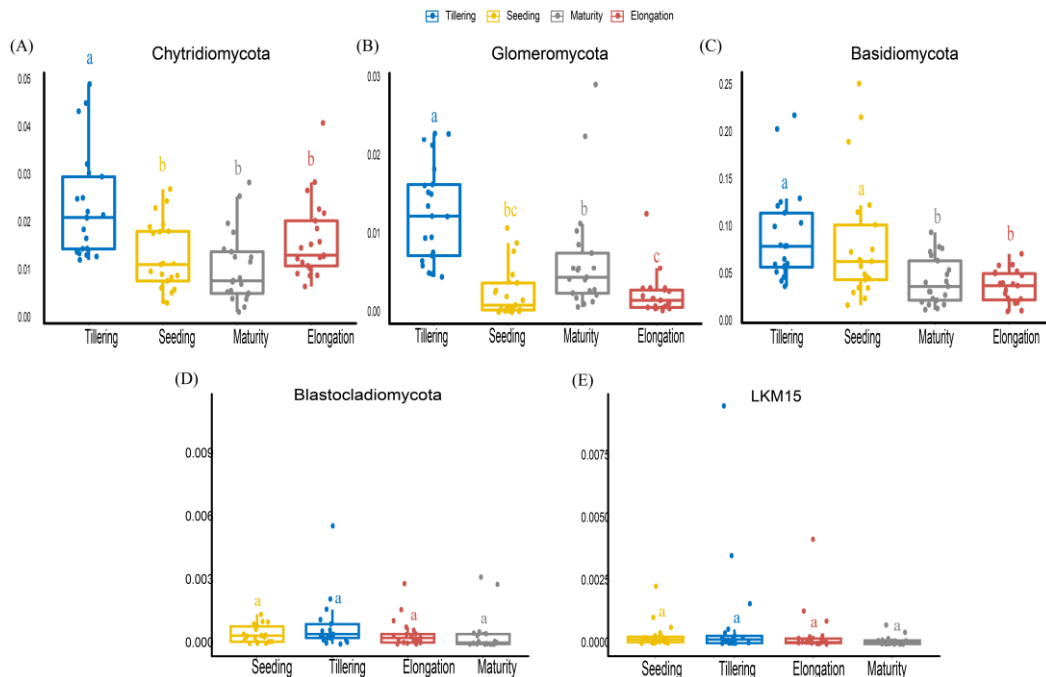 Tillering Seeding Maturity Elongation
(A) Chytridiomycota
0.05
0.04
0.03
0.02
0.01
0.00
a
b
b
b
Tillering Seeding Maturity Elongation
(B) Glomeromycota
0.03
0.02
0.01
0.00
a
bc
b
c
Tillering Seeding Maturity Elongation
(C) Basidiomycota
0.25
0.20
0.15
0.10
0.05
0.00
a
a
b
b
Tillering Seeding Maturity Elongation
(D) Blastocladiomycota
0.009
0.006
0.003
0.000
a
a
a
a
Seeding Tillering Elongation Maturity
(E) LKM15
0.0075
0.0050
0.0025
0.0000
a
a
a
a
Seeding Tillering Elongation Maturity